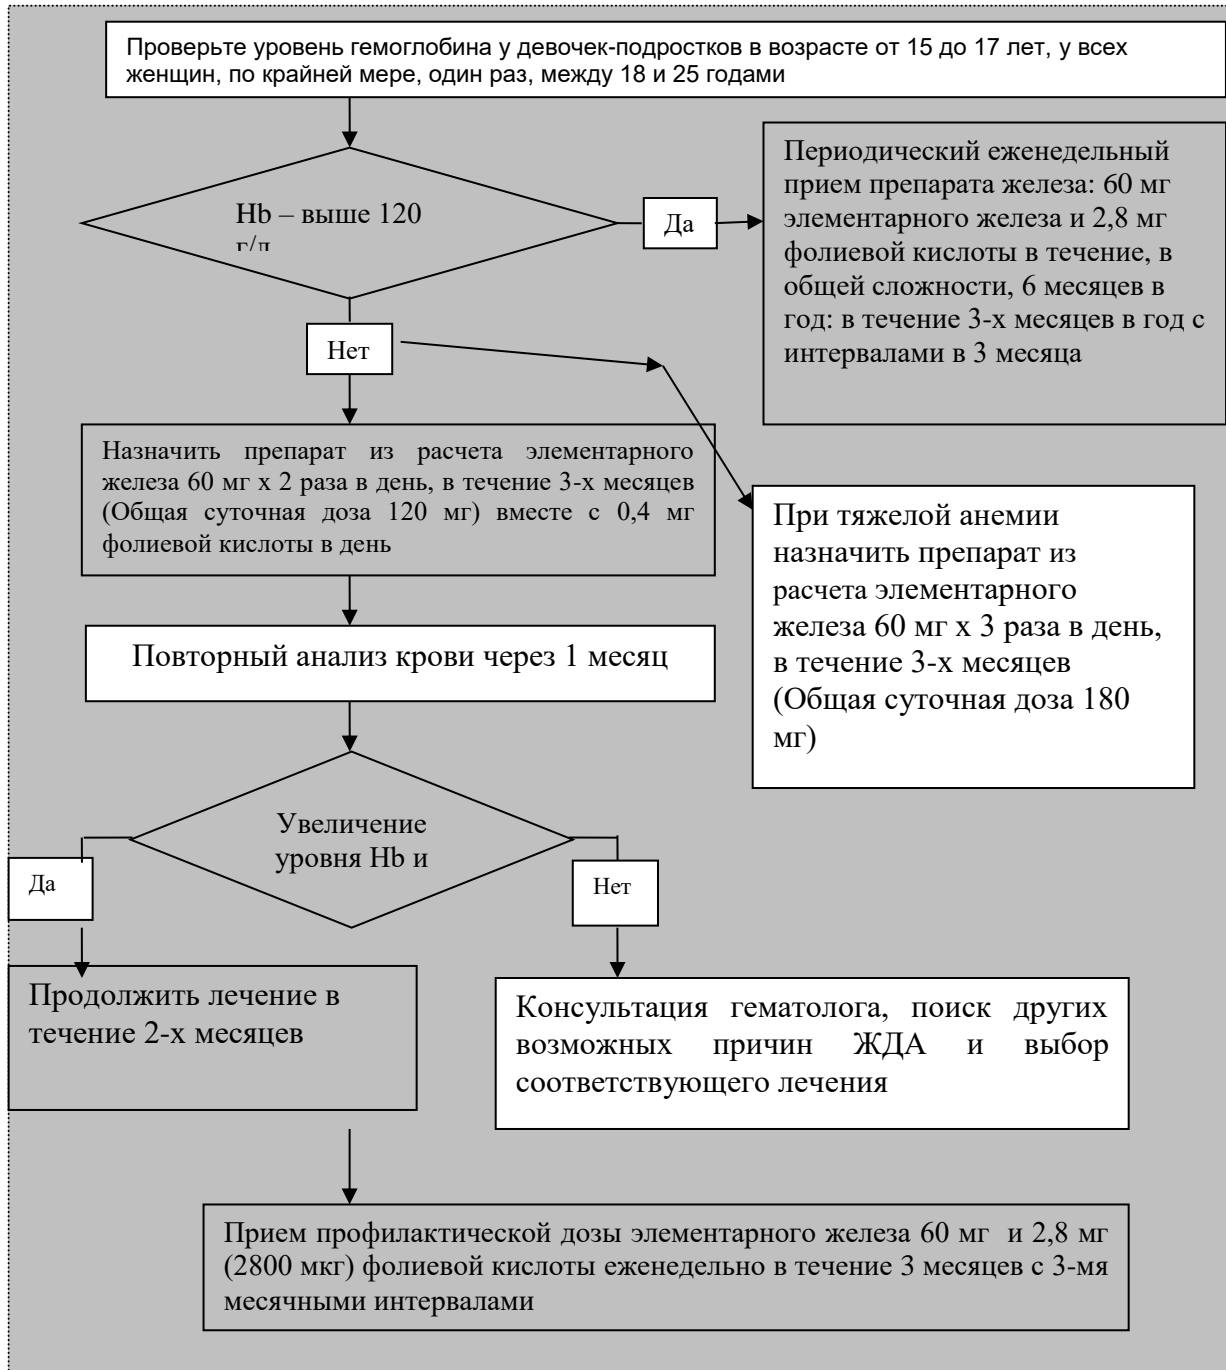 Проверьте уровень гемоглобина у девочек-подростков в возрасте от 15 до 17 лет, у всех
женщин, по крайней мере, один раз, между 18 и 25 годами
Hb – выше 120
г/л
Да
Периодический еженедельный
прием препарата железа: 60 мг
элементарного железа и 2,8 мг
фолиевой кислоты в течение, в
общей сложности, 6 месяцев в
год: в течение 3-х месяцев в год с
интервалами в 3 месяца
Нет
Назначить препарат из расчета элементарного
железа 60 мг х 2 раза в день, в течение 3-х месяцев
(Общая суточная доза 120 мг) вместе с 0,4 мг
фолиевой кислоты в день
При тяжелой анемии
назначить препарат из
расчета элементарного
железа 60 мг х 3 раза в день,
в течение 3-х месяцев
(Общая суточная доза 180
мг)
Повторный анализ крови через 1 месяц
Увеличение
уровня Hb и
Да
Нет
Продолжить лечение в
течение 2-х месяцев
Консультация гематолога, поиск других
возможных причин ЖДА и выбор
соответствующего лечения
Прием профилактической дозы элементарного железа 60 мг и 2,8 мг
(2800 мкг) фолиевой кислоты еженедельно в течение 3 месяцев с 3-мя
месячными интервалами